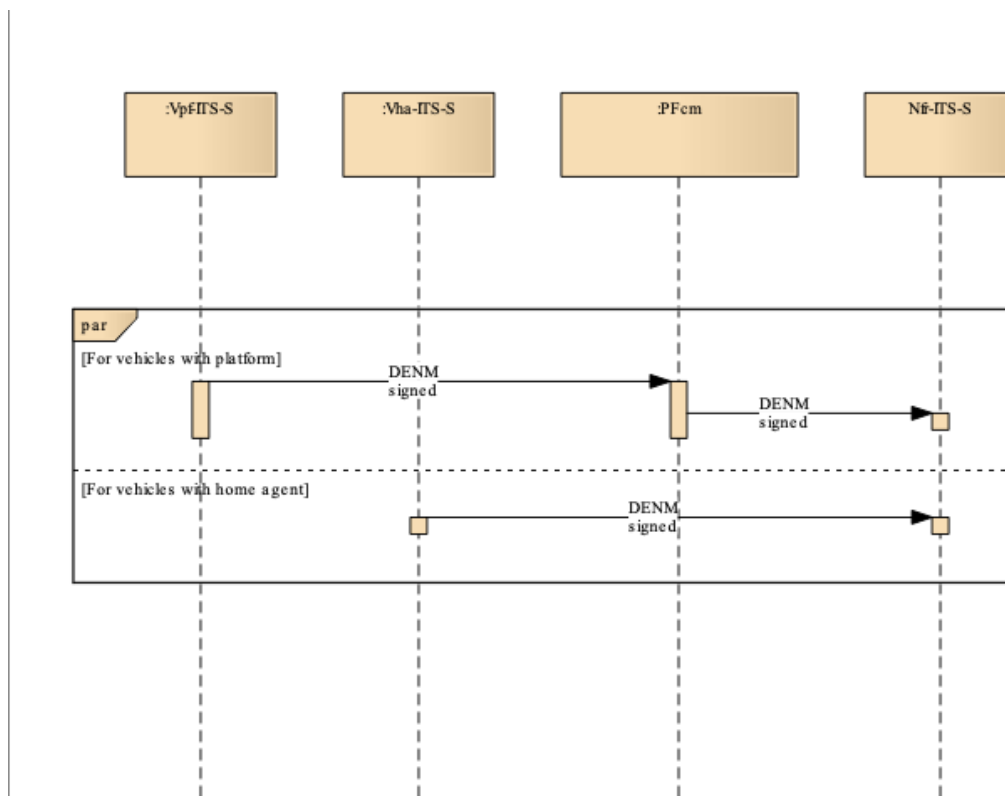 :Vpf-ITS-S
:Vha-ITS-S
:PFcm
Nfr-ITS-S
par
[For vehicles with platform]
DENM
signed
DENM
signed
[For vehicles with home agent]
DENM
signed